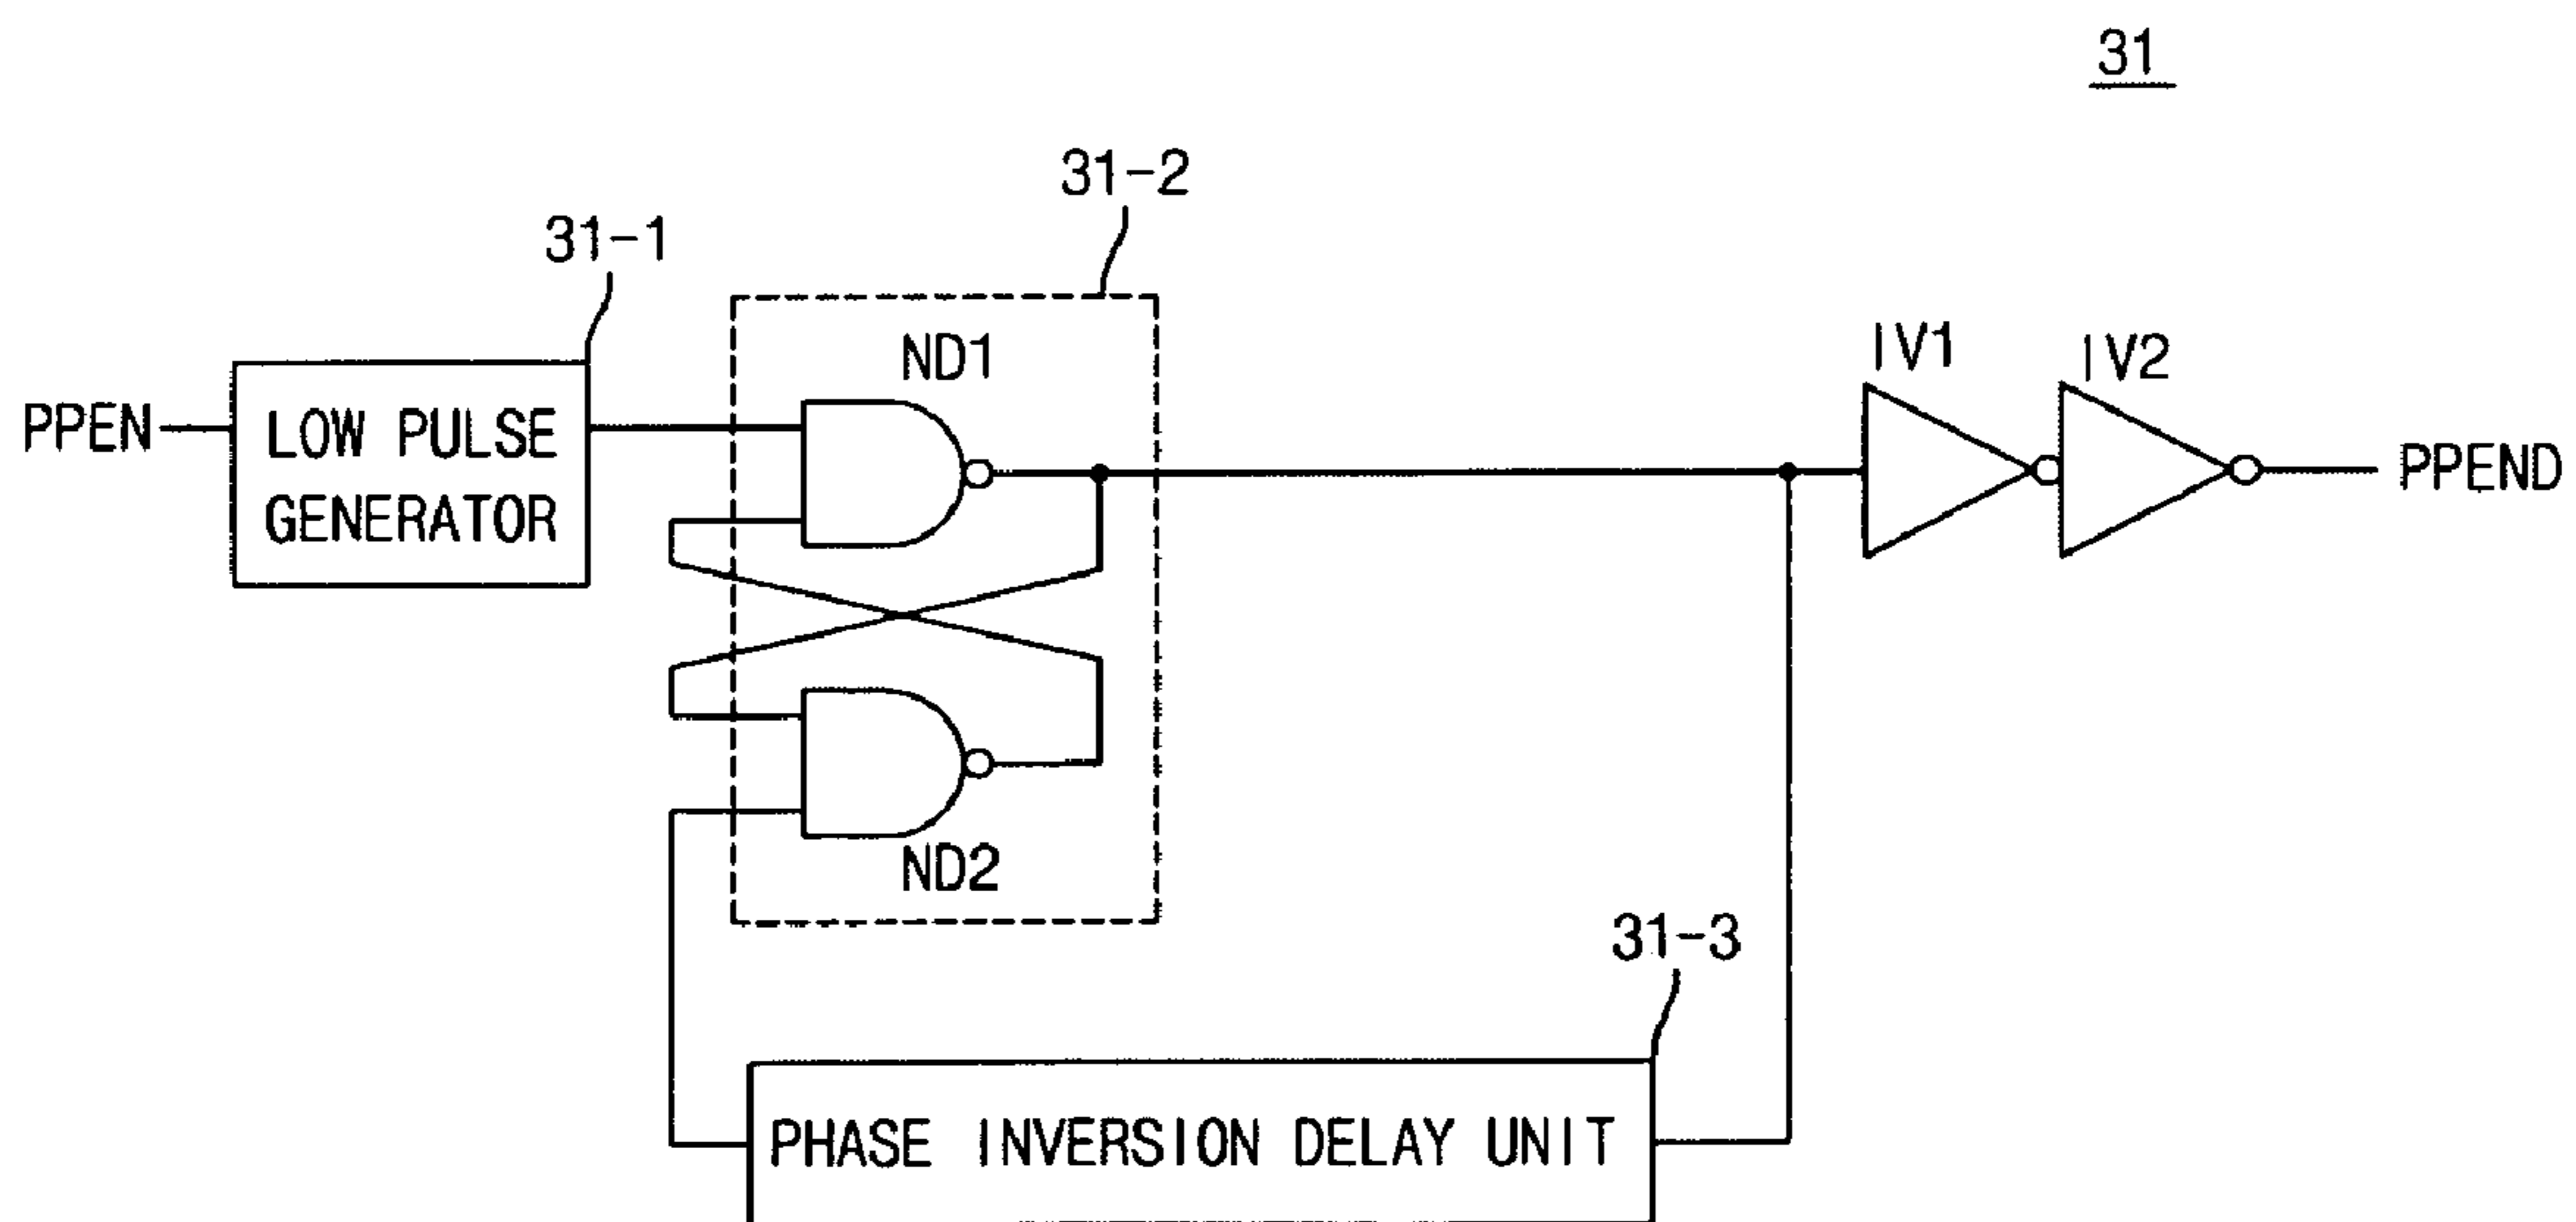 31
31-2
31-1
ND1
IV1
IV2
PPEN
LOW PULSE
GENERATOR
PPEND
ND2
31-3
PHASE INVERSION DELAY UNIT